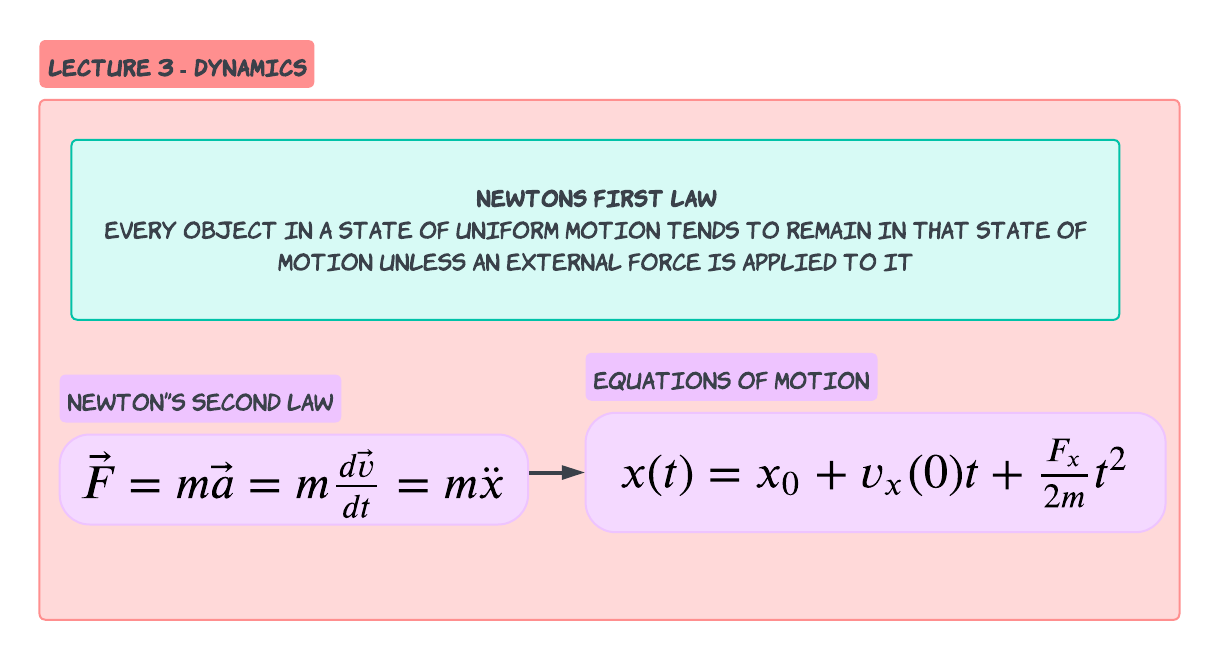 LECTURE 3 - DYNAMICS
NEWTONS FIRST LAW
EVERY OBJECT IN A STATE OF UNIFORM MOTION TENDS TO REMAIN IN THAT STATE OF
MOTION UNLESS AN EXTERNAL FORCE IS APPLIED TO IT
NEWTON"S SECOND LAW
$\vec{F} = m\vec{a} = m\frac{d\vec{v}}{dt} = m\ddot{x}$
EQUATIONS OF MOTION
$x(t) = x_0 + v_x(0)t + \frac{F_x}{2m}t^2$